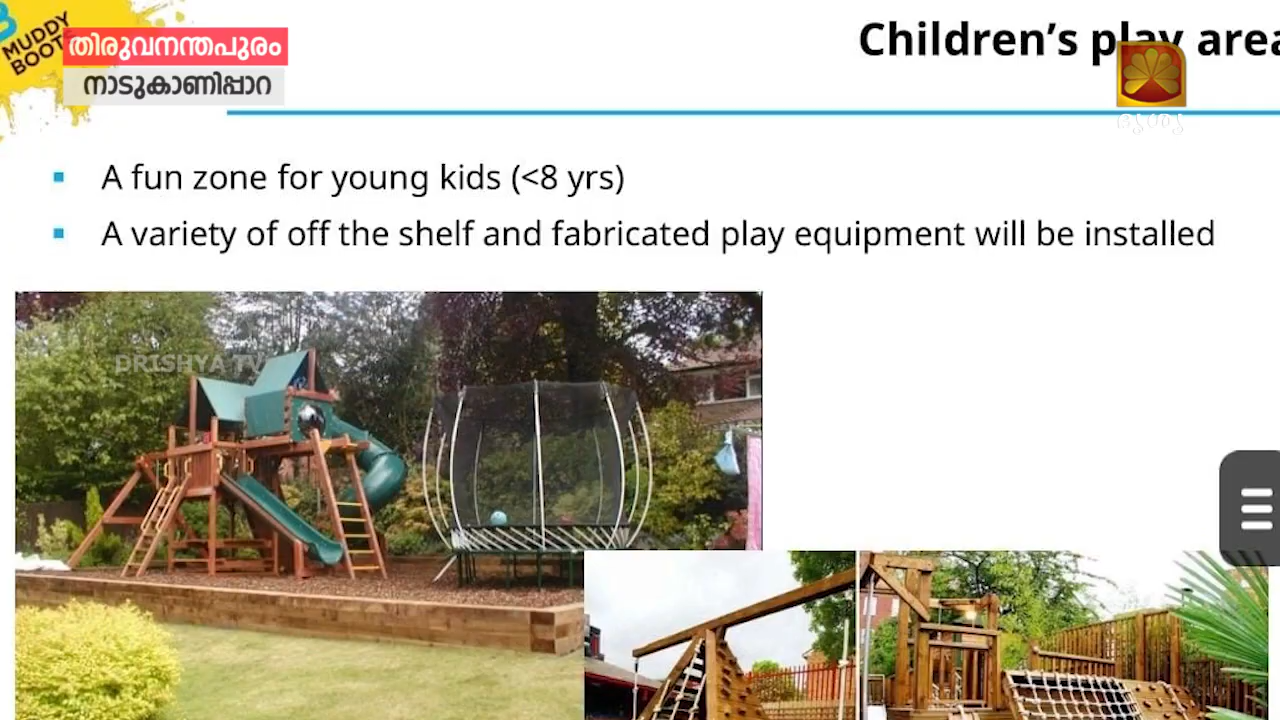 MUDDY
BOOT
തിരുവനന്തപുരം
നാടുകാണിപ്പാറ
Children's play area
ദൃശ്യ
A fun zone for young kids (<8 yrs)
A variety of off the shelf and fabricated play equipment will be installed
DRISHYA TV